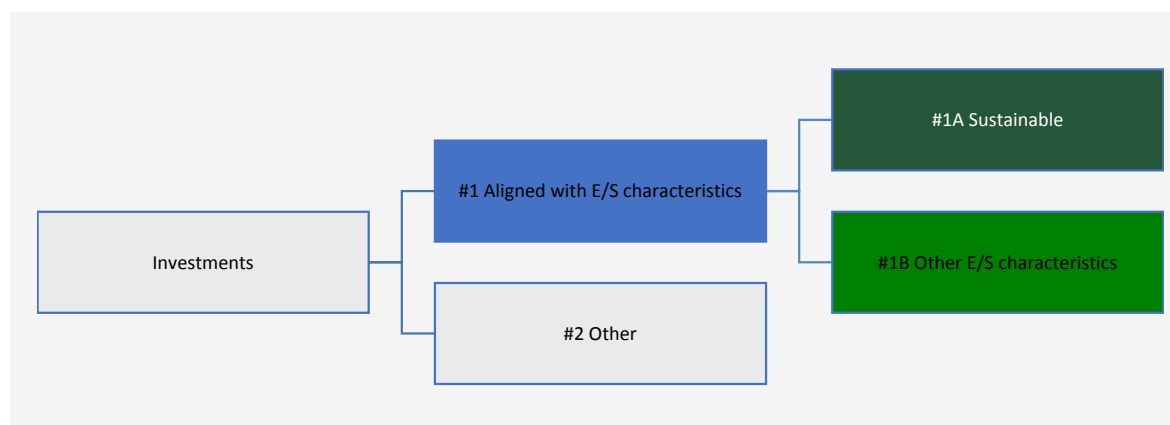 #1A Sustainable
#1 Aligned with E/S characteristics
Investments
#1B Other E/S characteristics
#2 Other